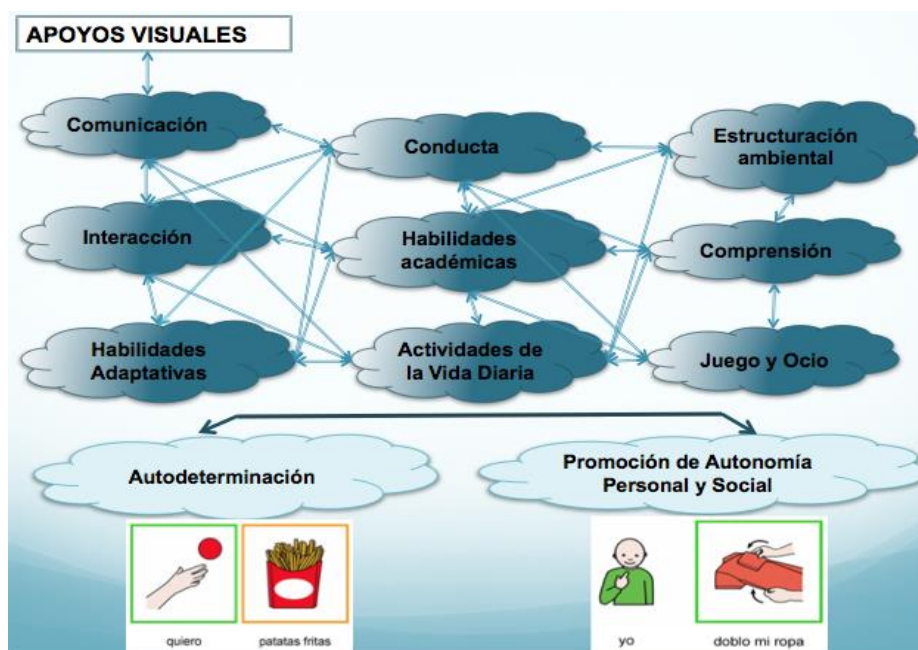 APOYOS VISUALES
Comunicación
Conducta
Estructuración
ambiental
Interacción
Habilidades
académicas
Comprensión
Habilidades
Adaptativas
Actividades de
la Vida Diaria
Juego y Ocio
Autodeterminación
Promoción de Autonomía
Personal y Social
quiero
patatas fritas
yo
doblo mi ropa